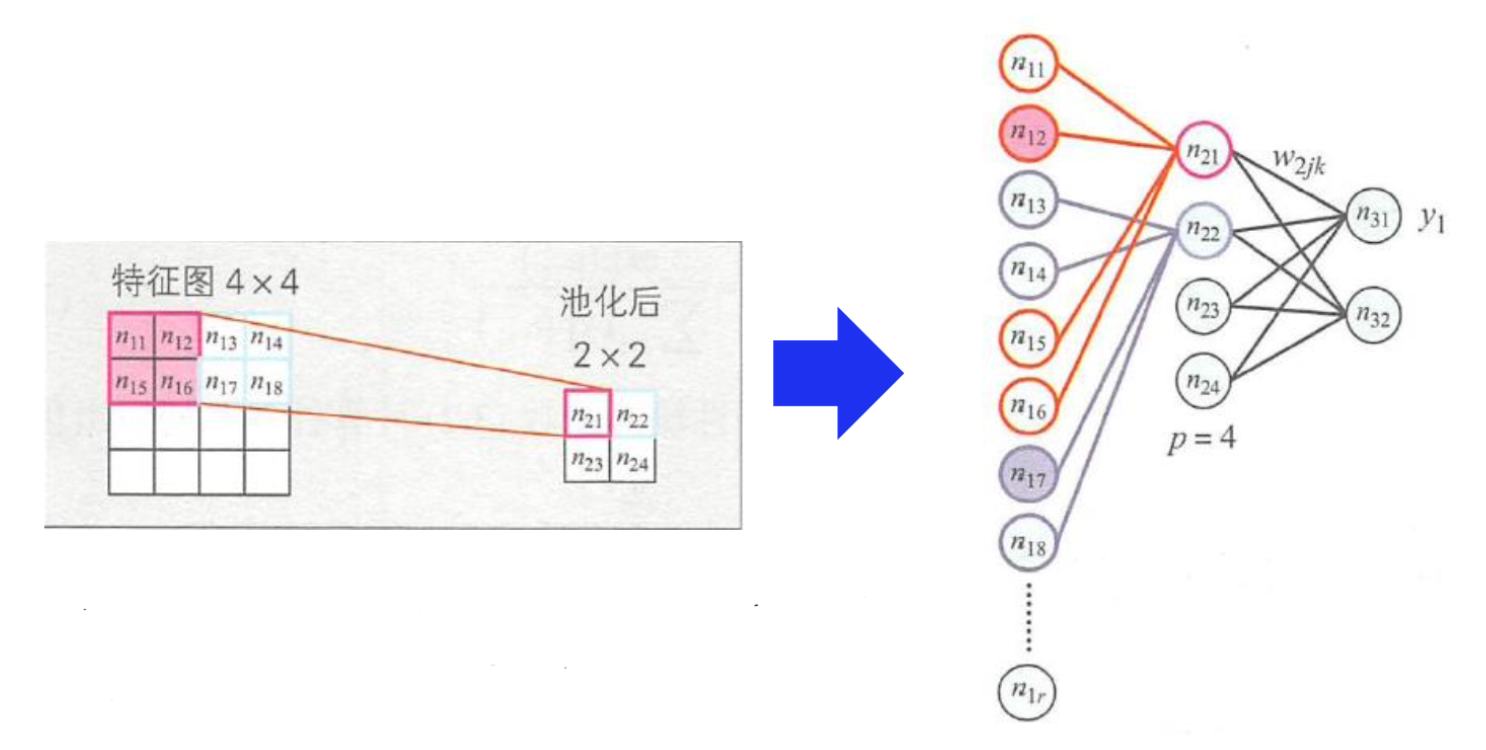 特征图 4×4
n11 n12 n13 n14
n15 n16 n17 n18
池化后
2×2
n21 n22
n23 n24
n11
n12
n13
n14
n15
n16
n17
n18
n1r
n21
n22
n23
n24
p = 4
w2jk
n31 y1
n32